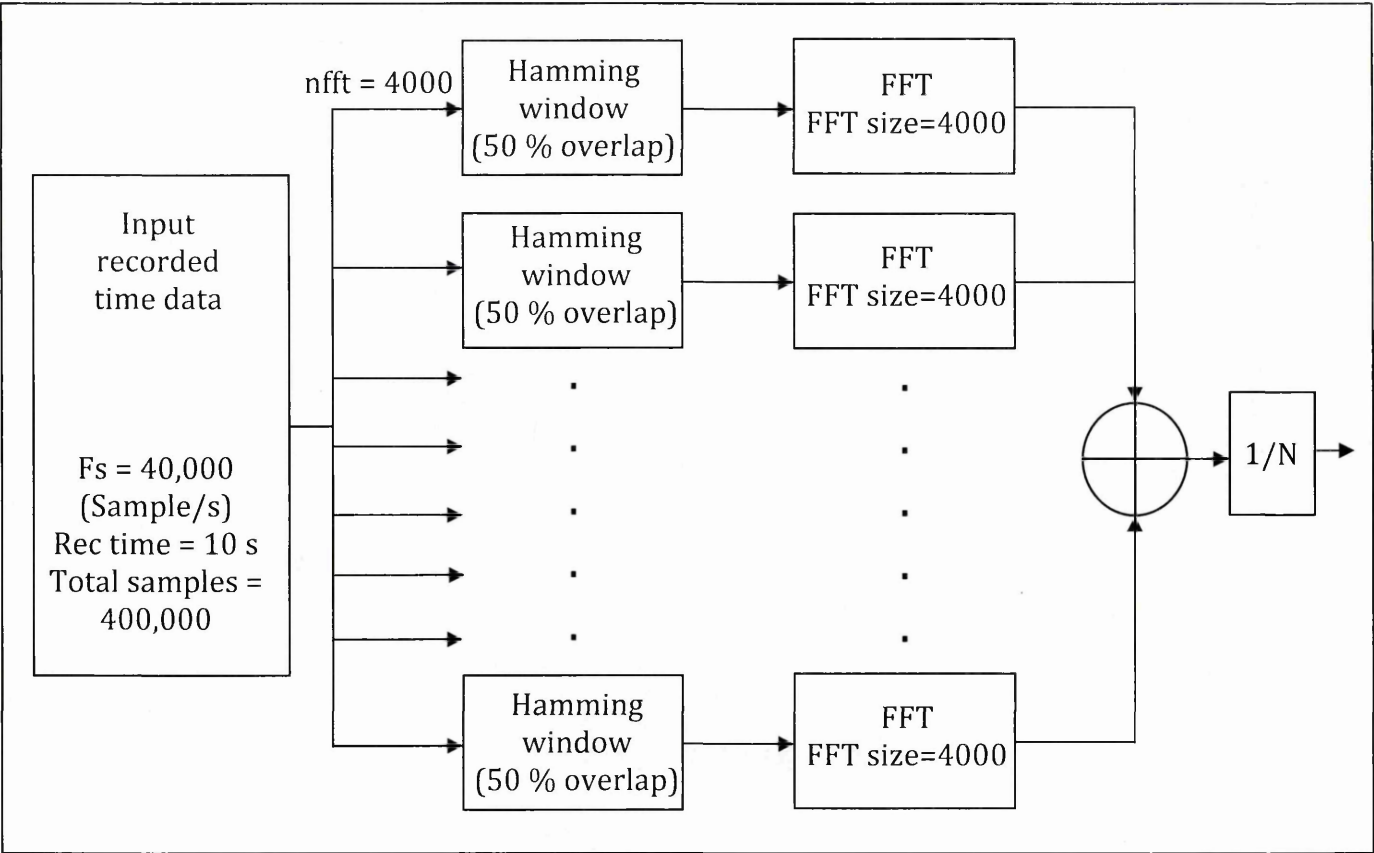 Input
recorded
time data
Fs = 40,000
(Sample/s)
Rec time = 10 s
Total samples =
400,000
nfft = 4000
Hamming
window
(50 % overlap)
FFT
FFT size=4000
Hamming
window
(50 % overlap)
FFT
FFT size=4000
Hamming
window
(50 % overlap)
FFT
FFT size=4000
1/N